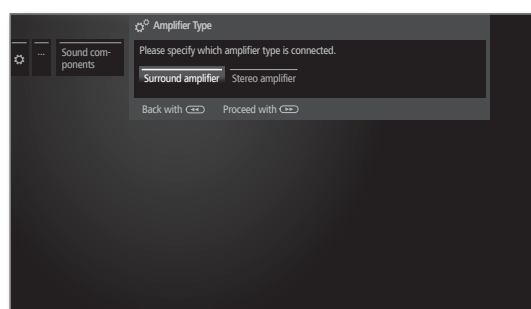 Amplifier Type
...
Sound com-
ponents
Please specify which amplifier type is connected.
Surround amplifier Stereo amplifier
Back with Proceed with